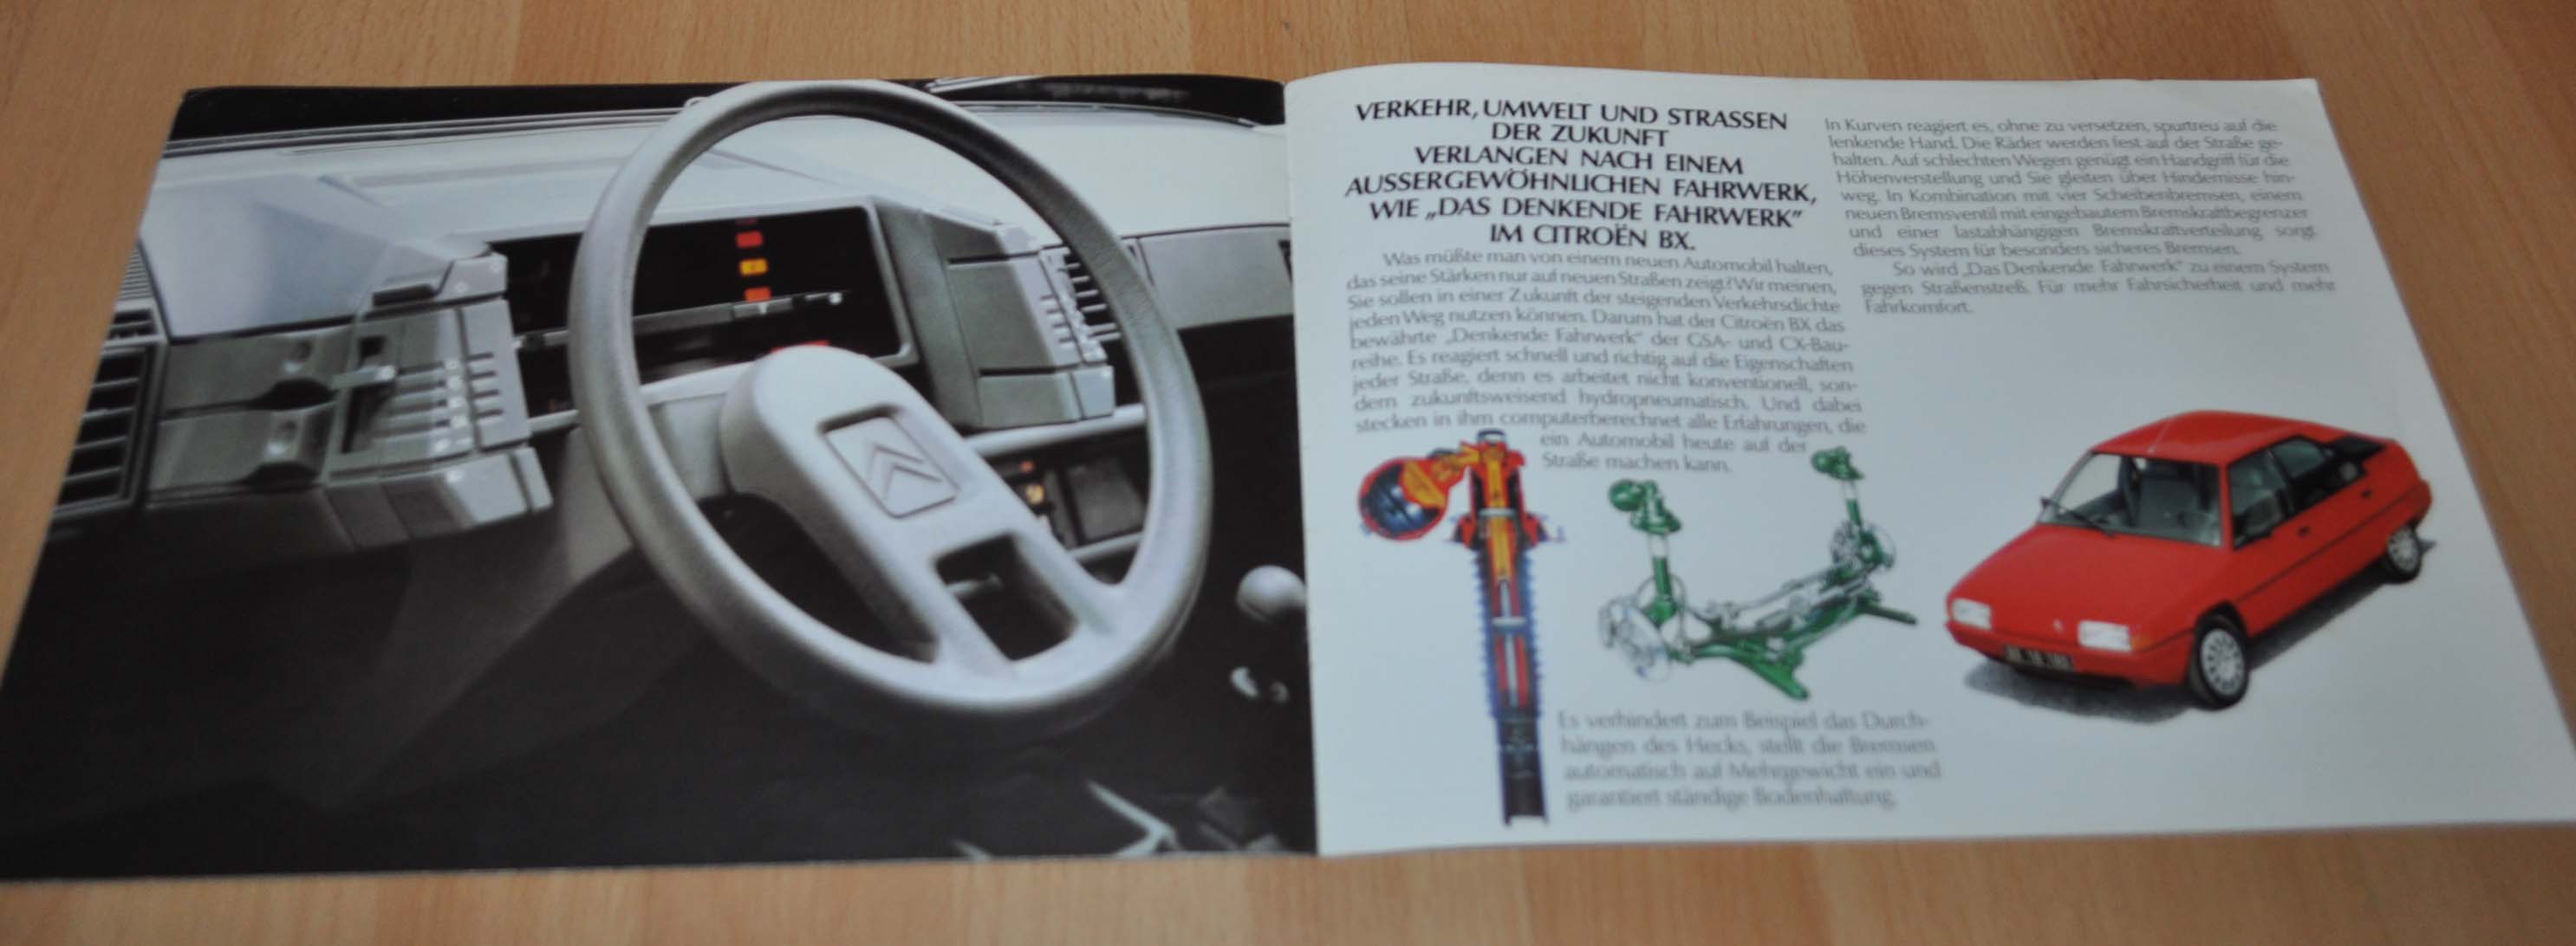 VERKEHR, UMWELT UND STRASSEN
DER ZUKUNFT
VERLANGEN NACH EINEM
AUSSERGEWÖHNLICHEN FAHRWERK,
WIE „DAS DENKENDE FAHRWERK”
IM CITROËN BX.
Was müßte man von einem neuen Automobil halten,
das seine Stärken nur auf neuen Straßen zeigt? Wir meinen,
Sie sollen in einer Zukunft der steigenden Verkehrsdichte
jeden Weg nutzen können. Darum hat der Citroën BX das
bewährte „Denkende Fahrwerk“ der GSA- und CX-Bau-
reihe. Es reagiert schnell und richtig auf die Eigenschaften
jeder Straße, denn es arbeitet nicht konventionell, son-
dern zukunftsweisend hydropneumatisch. Und dabei
stecken in ihm computerberechnet alle Erfahrungen, die
ein Automobil heute auf der
Straße machen kann.
Es verhindert zum Beispiel das Durch-
hängen des Hecks, stellt die Bremsen
automatisch auf Mehrgewicht ein und
garantiert ständige Bodenhaftung.
In Kurven reagiert es, ohne zu versetzen, spurtreu auf die
lenkende Hand. Die Räder werden fest auf der Straße ge-
halten. Auf schlechten Wegen genügt ein Handgriff für die
Höhenverstellung und Sie gleiten über Hindernisse hin-
weg. In Kombination mit vier Scheibenbremsen, einem
neuen Bremsventil mit eingebautem Bremskraftbegrenzer
und einer lastabhängigen Bremskraftverteilung sorgt
dieses System für besonders sicheres Bremsen.
So wird „Das Denkende Fahrwerk“ zu einem System
gegen Straßenstreß. Für mehr Fahrsicherheit und mehr
Fahrkomfort.